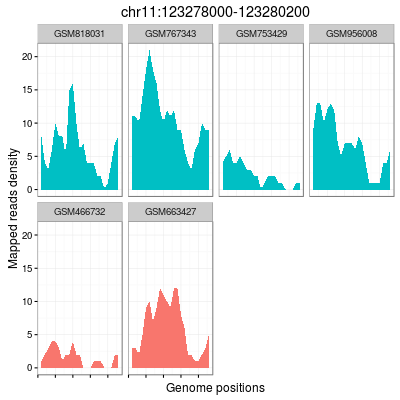 chr11:123278000-123280200
GSM818031 GSM767343 GSM753429 GSM956008
20
15
10
5
0
Mapped reads density
GSM466732 GSM663427
20
15
10
5
0
Genome positions